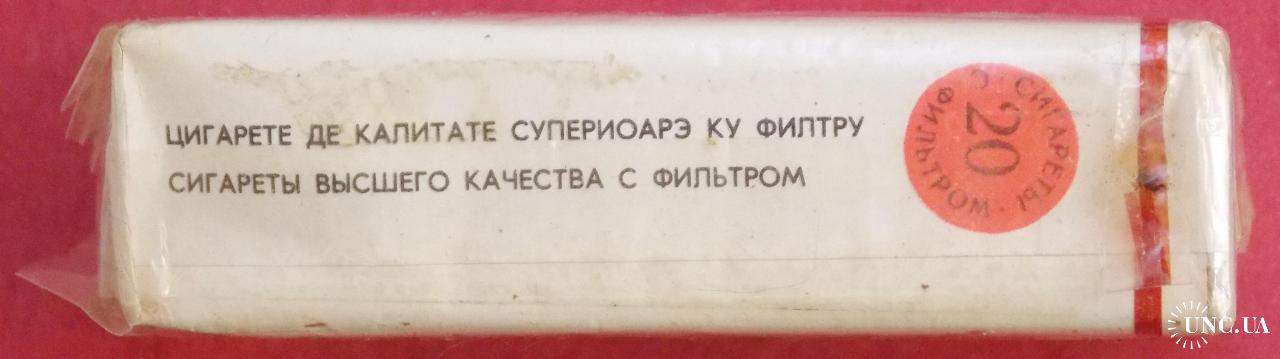 ЦИГАРЕТЕ ДЕ КАЛИТАТЕ СУПЕРИОАРЭ КУ ФИЛТРУ
СИГАРЕТЫ ВЫСШЕГО КАЧЕСТВА С ФИЛЬТРОМ
СИГАРЕТЫ · С ФИЛЬТРОМ ·
20
UNC.UA